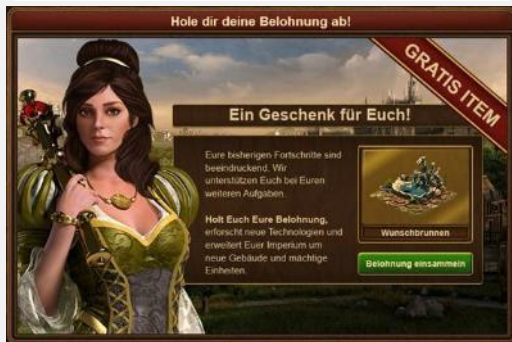 Hole dir deine Belohnung ab!
GRATIS ITEM
Ein Geschenk für Euch!
Eure bisherigen Fortschritte sind
beeindruckend. Wir
unterstützen Euch bei Euren
weiteren Aufgaben.
Holt Euch Eure Belohnung,
erforscht neue Technologien und
erweitert Euer Imperium um
neue Gebäude und mächtige
Einheiten.
Wunschbrunnen
Belohnung einsammeln